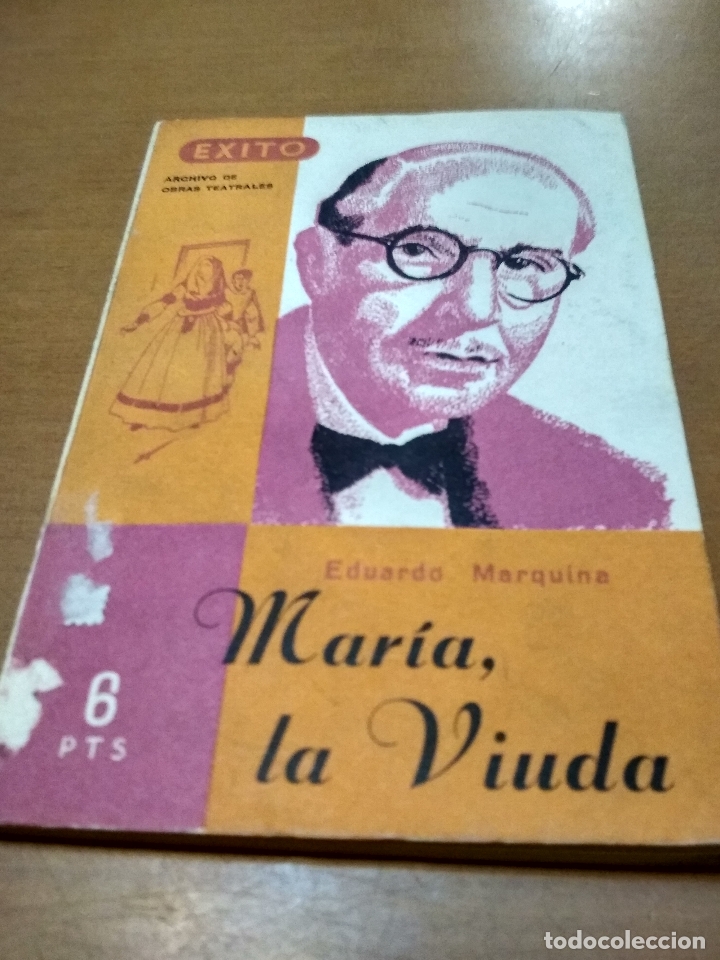 EXITO
ARCHIVO DE
OBRAS TEATRALES
Eduardo Marquina
María,
la Viuda
6
PTS
todocoleccion